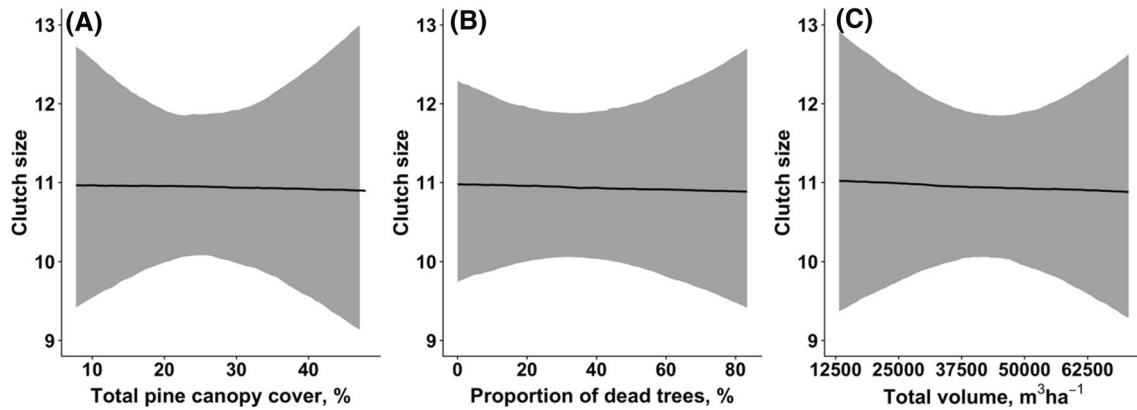 (A)
13
12
11
10
9
Clutch size
10 20 30 40
Total pine canopy cover, %
(B)
13
12
11
10
9
Clutch size
0 20 40 60 80
Proportion of dead trees, %
(C)
13
12
11
10
9
Clutch size
12500 25000 37500 50000 62500
Total volume, m³ha⁻¹